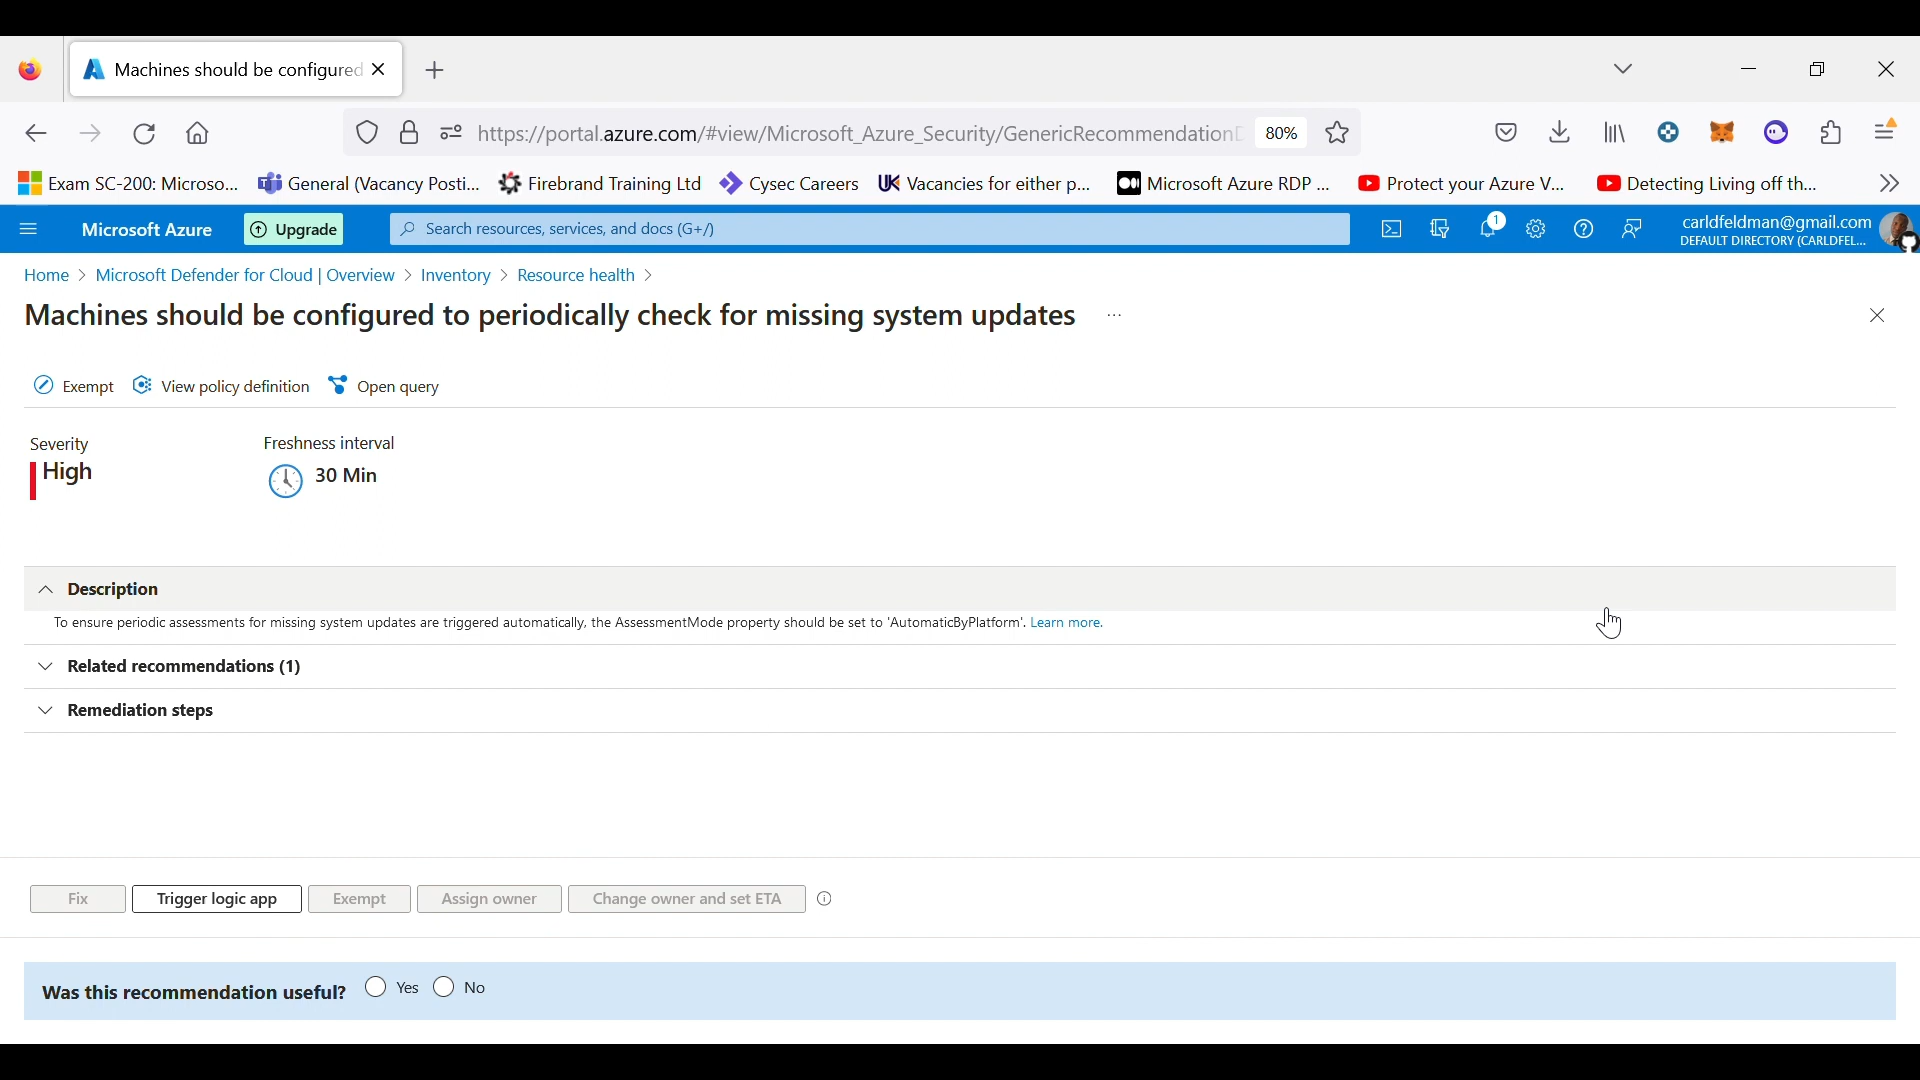 Machines should be configured
https://portal.azure.com/#view/Microsoft_Azure_Security/GenericRecommendation
80%
Exam SC-200: Microso...
General (Vacancy Posti...
Firebrand Training Ltd
Cysec Careers
UK Vacancies for either p...
Microsoft Azure RDP ...
Protect your Azure V...
Detecting Living off th...
Microsoft Azure
Upgrade
Search resources, services, and docs (G+/)
1
carldfeldman@gmail.com
DEFAULT DIRECTORY (CARLDFEL...
Home > Microsoft Defender for Cloud | Overview > Inventory > Resource health >
Machines should be configured to periodically check for missing system updates ...
Exempt
View policy definition
Open query
Severity
High
Freshness interval
30 Min
Description
To ensure periodic assessments for missing system updates are triggered automatically, the AssessmentMode property should be set to 'AutomaticByPlatform'. Learn more.
Related recommendations (1)
Remediation steps
Fix
Trigger logic app
Exempt
Assign owner
Change owner and set ETA
Was this recommendation useful?
Yes
No